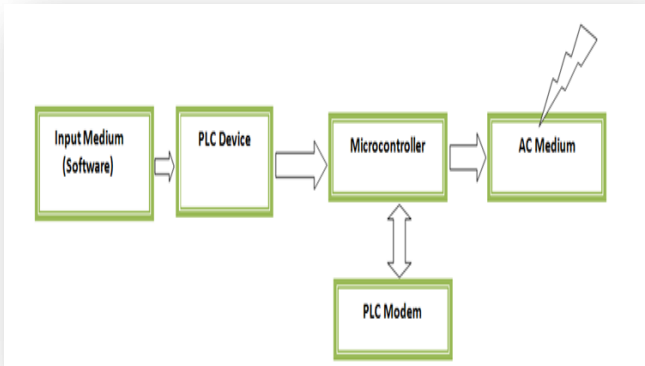 Input Medium
(Software)
PLC Device
Microcontroller
AC Medium
PLC Modem